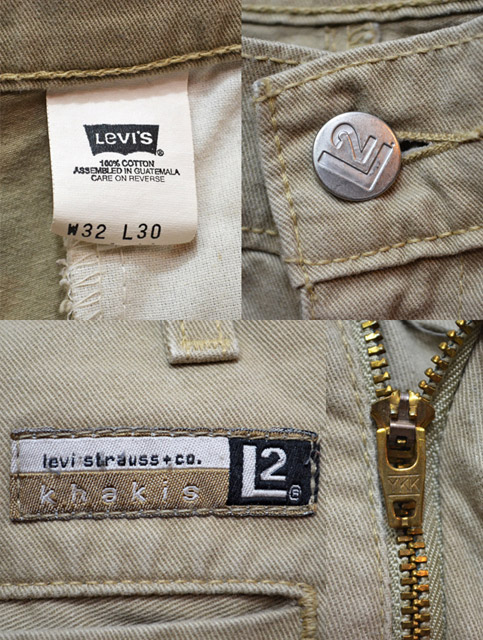 LEVI'S®
100% COTTON
ASSEMBLED IN GUATEMALA
CARE ON REVERSE
W32 L30
L2
levi strauss + co.
khakis
L2®
YKK